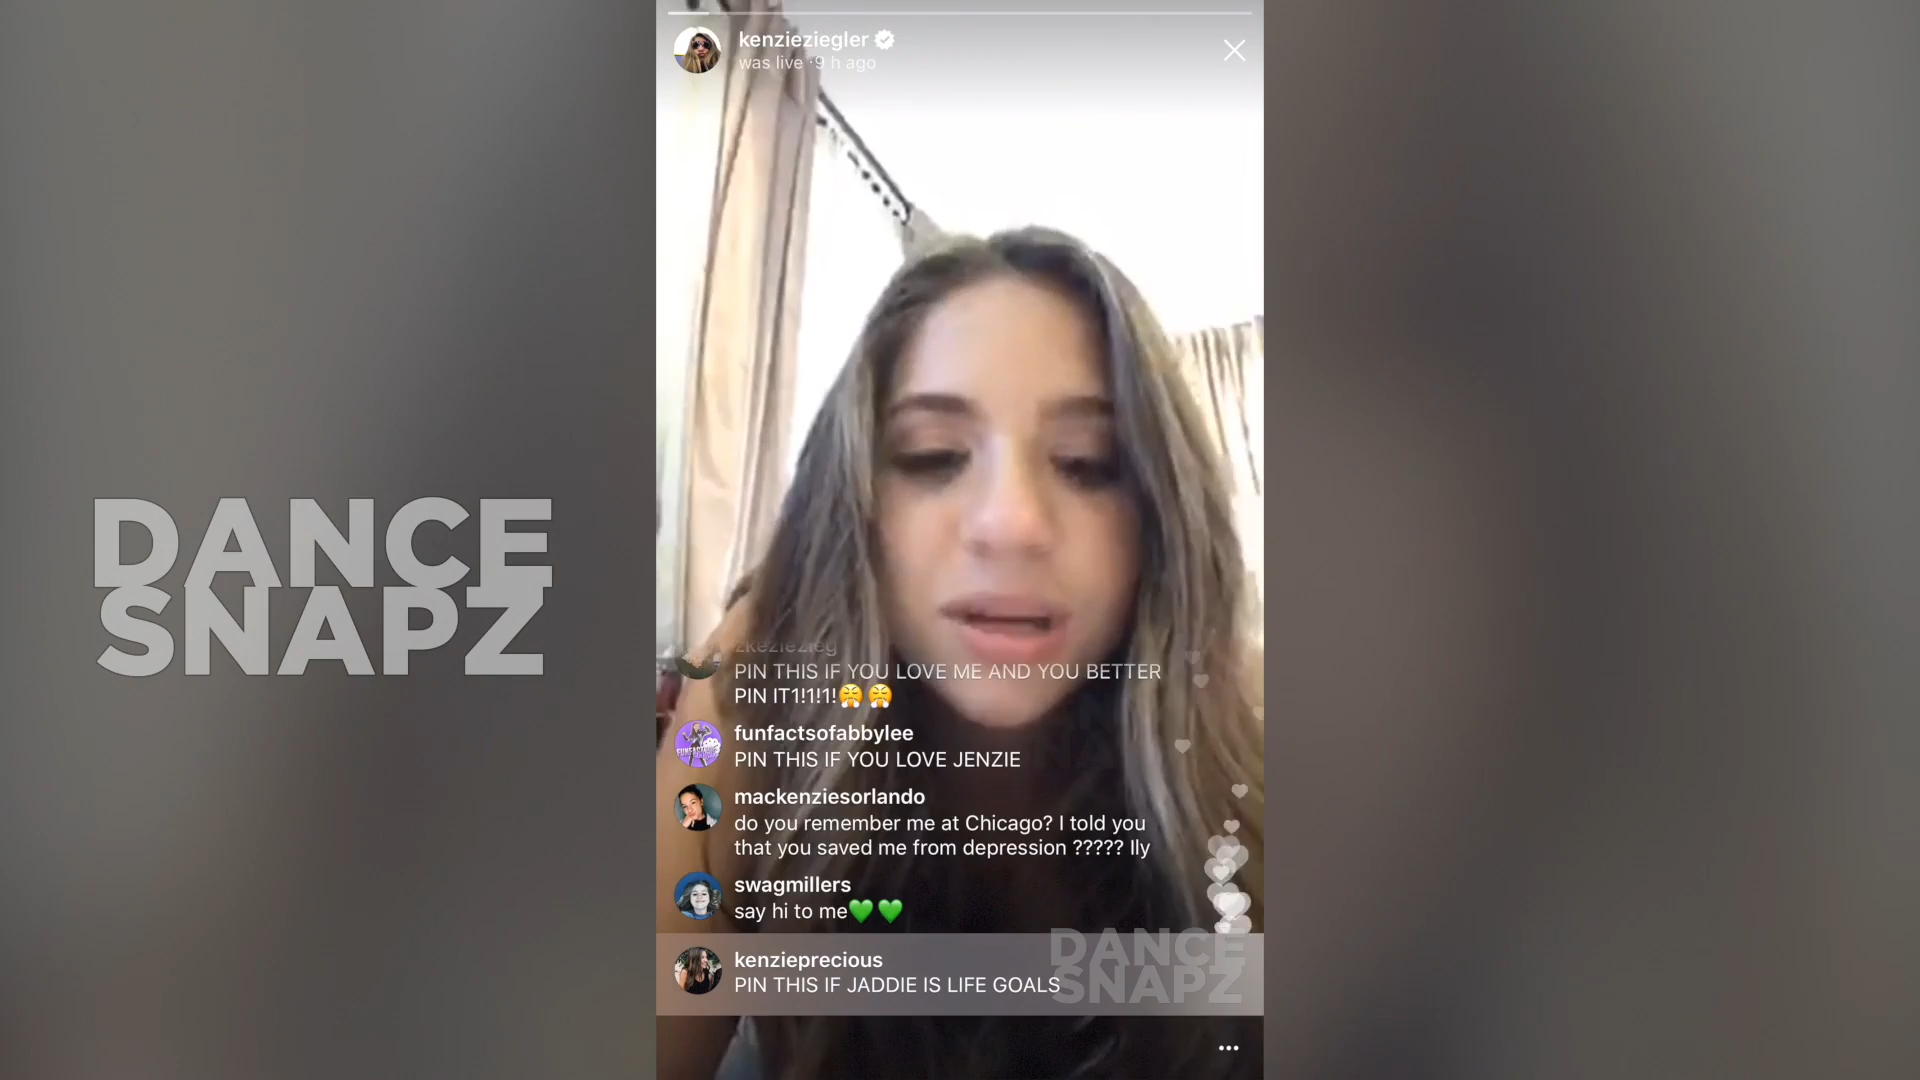 kenzieziegler
was live · 9 h ago
DANCE
SNAPZ
zkeziezieg
PIN THIS IF YOU LOVE ME AND YOU BETTER
PIN IT1!1!1!😤 😤
funfactsofabbylee
PIN THIS IF YOU LOVE JENZIE
mackenziesorlando
do you remember me at Chicago? I told you
that you saved me from depression ????? Ily
swagmillers
say hi to me💚 💚
kenzieprecious
PIN THIS IF JADDIE IS LIFE GOALS
DANCE
SNAPZ